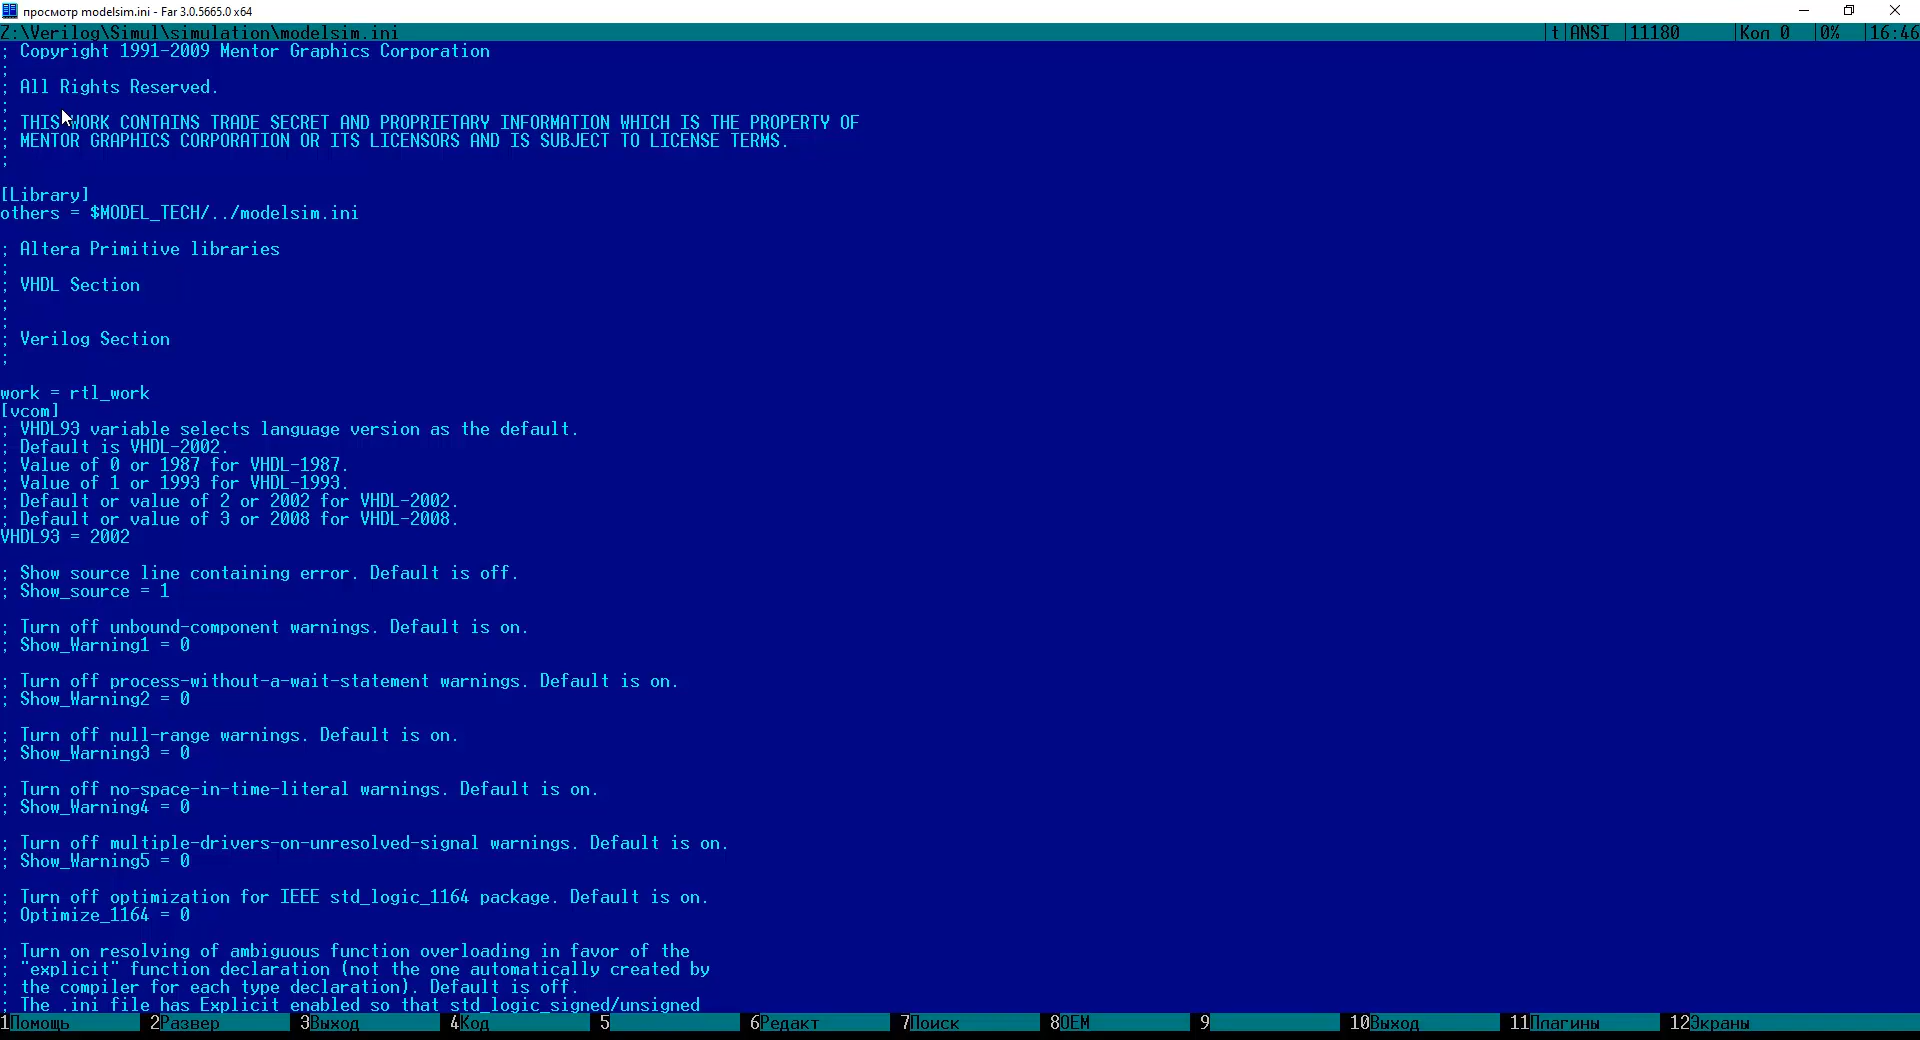 просмотр modelsim.ini - Far 3.0.5665.0 x64
Z:\Verilog\Simul\simulation\modelsim.ini t ANSI 11180 Кол 0 0% 16:46
; Copyright 1991-2009 Mentor Graphics Corporation
;
; All Rights Reserved.
;
; THIS WORK CONTAINS TRADE SECRET AND PROPRIETARY INFORMATION WHICH IS THE PROPERTY OF
; MENTOR GRAPHICS CORPORATION OR ITS LICENSORS AND IS SUBJECT TO LICENSE TERMS.
;
[Library]
others = $MODEL_TECH/../modelsim.ini
; Altera Primitive libraries
;
; VHDL Section
;
;
; Verilog Section
;
work = rtl_work
[vcom]
; VHDL93 variable selects language version as the default.
; Default is VHDL-2002.
; Value of 0 or 1987 for VHDL-1987.
; Value of 1 or 1993 for VHDL-1993.
; Default or value of 2 or 2002 for VHDL-2002.
; Default or value of 3 or 2008 for VHDL-2008.
VHDL93 = 2002
; Show source line containing error. Default is off.
; Show_source = 1
; Turn off unbound-component warnings. Default is on.
; Show_Warning1 = 0
; Turn off process-without-a-wait-statement warnings. Default is on.
; Show_Warning2 = 0
; Turn off null-range warnings. Default is on.
; Show_Warning3 = 0
; Turn off no-space-in-time-literal warnings. Default is on.
; Show_Warning4 = 0
; Turn off multiple-drivers-on-unresolved-signal warnings. Default is on.
; Show_Warning5 = 0
; Turn off optimization for IEEE std_logic_1164 package. Default is on.
; Optimize_1164 = 0
; Turn on resolving of ambiguous function overloading in favor of the
; "explicit" function declaration (not the one automatically created by
; the compiler for each type declaration). Default is off.
; The .ini file has Explicit enabled so that std_logic_signed/unsigned
1Помощь 2Развер 3Выход 4Код 5 6Редакт 7Поиск 8OEM 9 10Выход 11Плагины 12Экраны